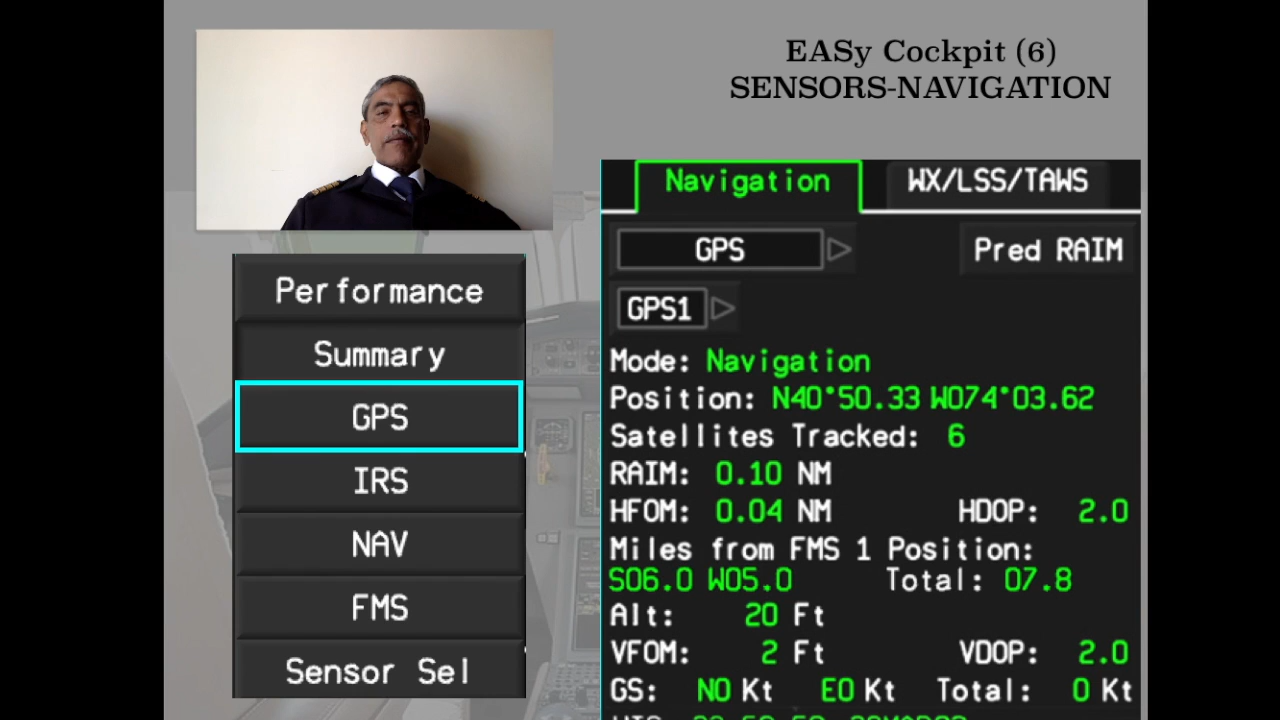 EASy Cockpit (6)
SENSORS-NAVIGATION
Performance
Summary
GPS
IRS
NAV
FMS
Sensor Sel
Navigation WX/LSS/TAWS
GPS Pred RAIM
GPS1
Mode: Navigation
Position: N40°50.33 W074°03.62
Satellites Tracked: 6
RAIM: 0.10 NM
HFOM: 0.04 NM HDOP: 2.0
Miles from FMS 1 Position:
S06.0 W05.0 Total: 07.8
Alt: 20 Ft
VFOM: 2 Ft VDOP: 2.0
GS: N0 Kt E0 Kt Total: 0 Kt